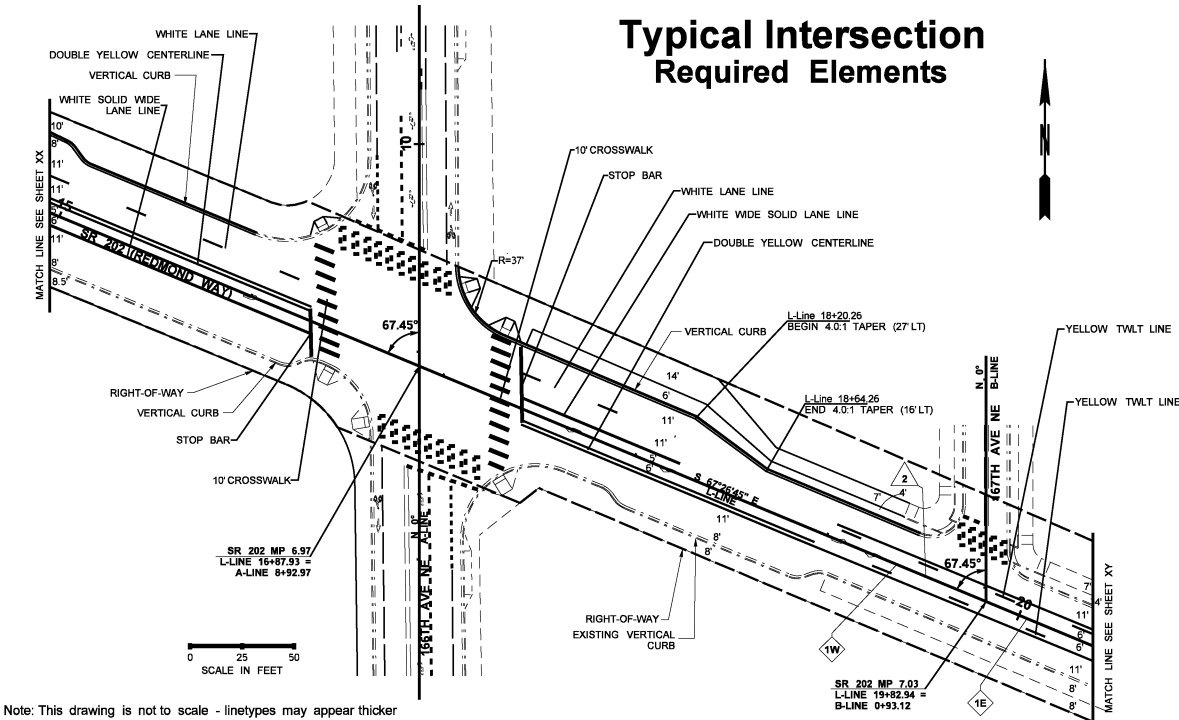 Typical Intersection
Required Elements
WHITE LANE LINE
DOUBLE YELLOW CENTERLINE
VERTICAL CURB
WHITE SOLID WIDE
LANE LINE
10'
8'
11'
11'
5'
6'
11'
8'
8.5'
MATCH LINE SEE SHEET XX
15
SR 202 (REDMOND WAY)
10
N
10' CROSSWALK
STOP BAR
WHITE LANE LINE
WHITE WIDE SOLID LANE LINE
DOUBLE YELLOW CENTERLINE
R=37'
67.45°
L-Line 18+20.26
BEGIN 4.0:1 TAPER (27' LT)
VERTICAL CURB
YELLOW TWLT LINE
14'
6'
11'
11'
5'
6'
L-Line 18+64.26
END 4.0:1 TAPER (16' LT)
N 0°
B-LINE
167TH AVE NE
YELLOW TWLT LINE
RIGHT-OF-WAY
VERTICAL CURB
STOP BAR
10' CROSSWALK
S 67°26'45" E
L-LINE
2
7'
4'
11'
8'
8'
N 0°
A-LINE
166TH AVE NE
SR 202 MP 6.97
L-LINE 16+87.93 =
A-LINE 8+92.97
67.45°
20
7'
4'
11'
6'
6'
11'
8'
8'
MATCH LINE SEE SHEET XY
RIGHT-OF-WAY
EXISTING VERTICAL
CURB
1W
1E
SR 202 MP 7.03
L-LINE 19+82.94 =
B-LINE 0+93.12
0 25 50
SCALE IN FEET
Note: This drawing is not to scale - linetypes may appear thicker